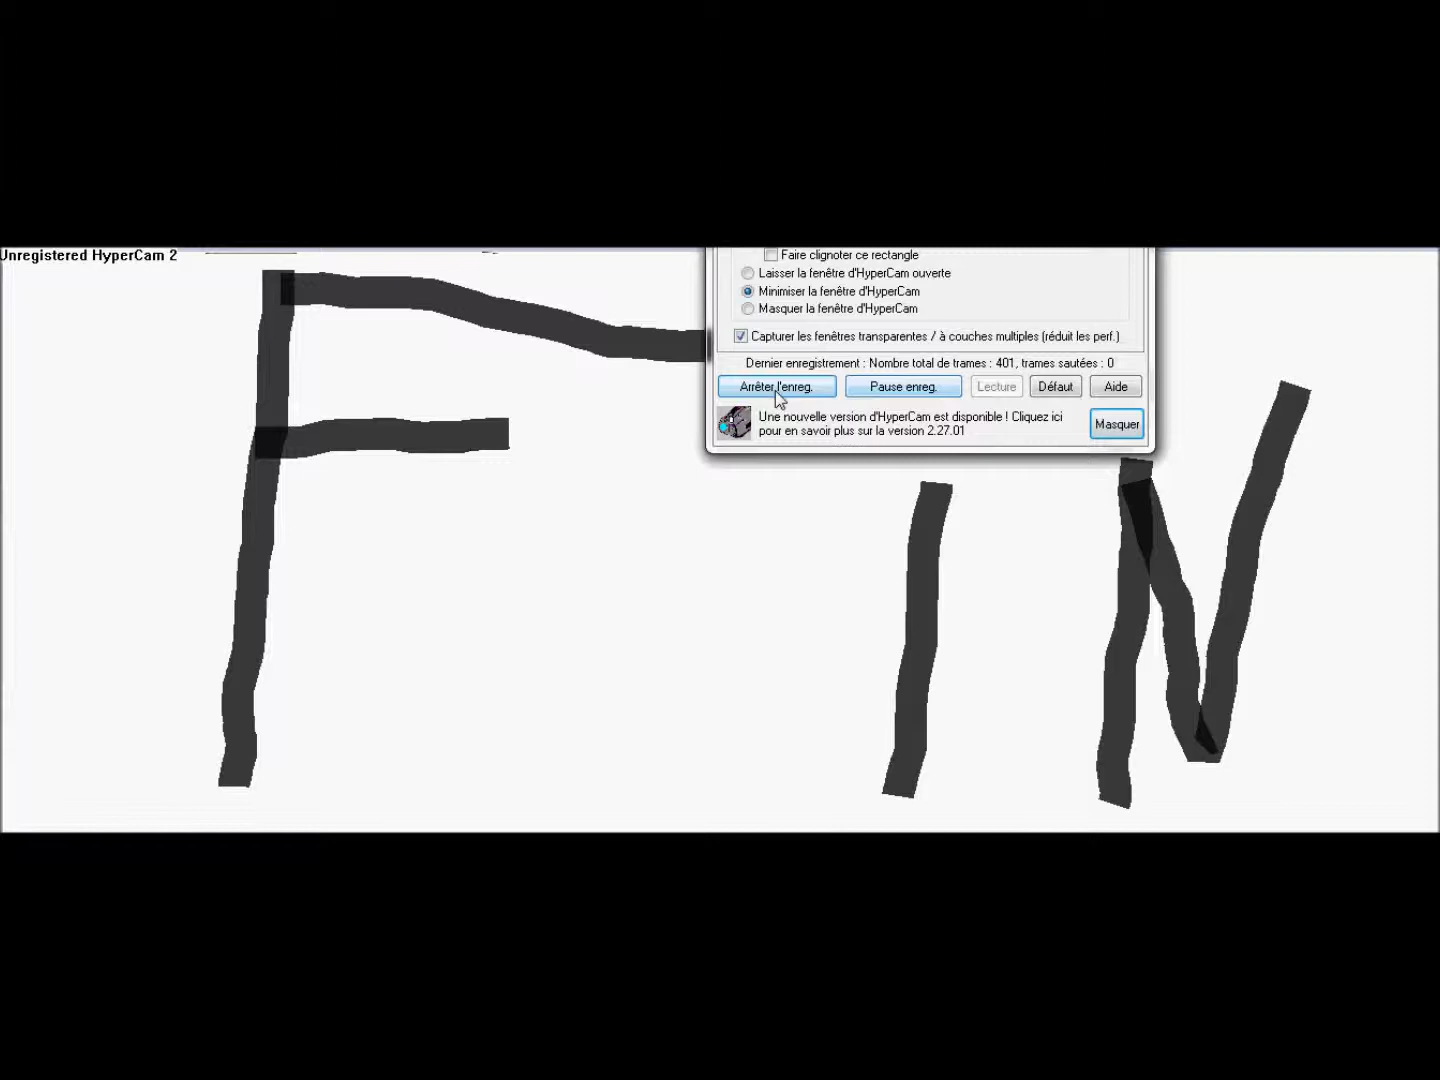 Unregistered HyperCam 2
Faire clignoter ce rectangle
Laisser la fenêtre d'HyperCam ouverte
Minimiser la fenêtre d'HyperCam
Masquer la fenêtre d'HyperCam
Capturer les fenêtres transparentes / à couches multiples (réduit les perf.)
Dernier enregistrement : Nombre total de trames : 401, trames sautées : 0
Arrêter l'enreg. Pause enreg. Lecture Défaut Aide
Une nouvelle version d'HyperCam est disponible ! Cliquez ici
pour en savoir plus sur la version 2.27.01
Masquer
FIN